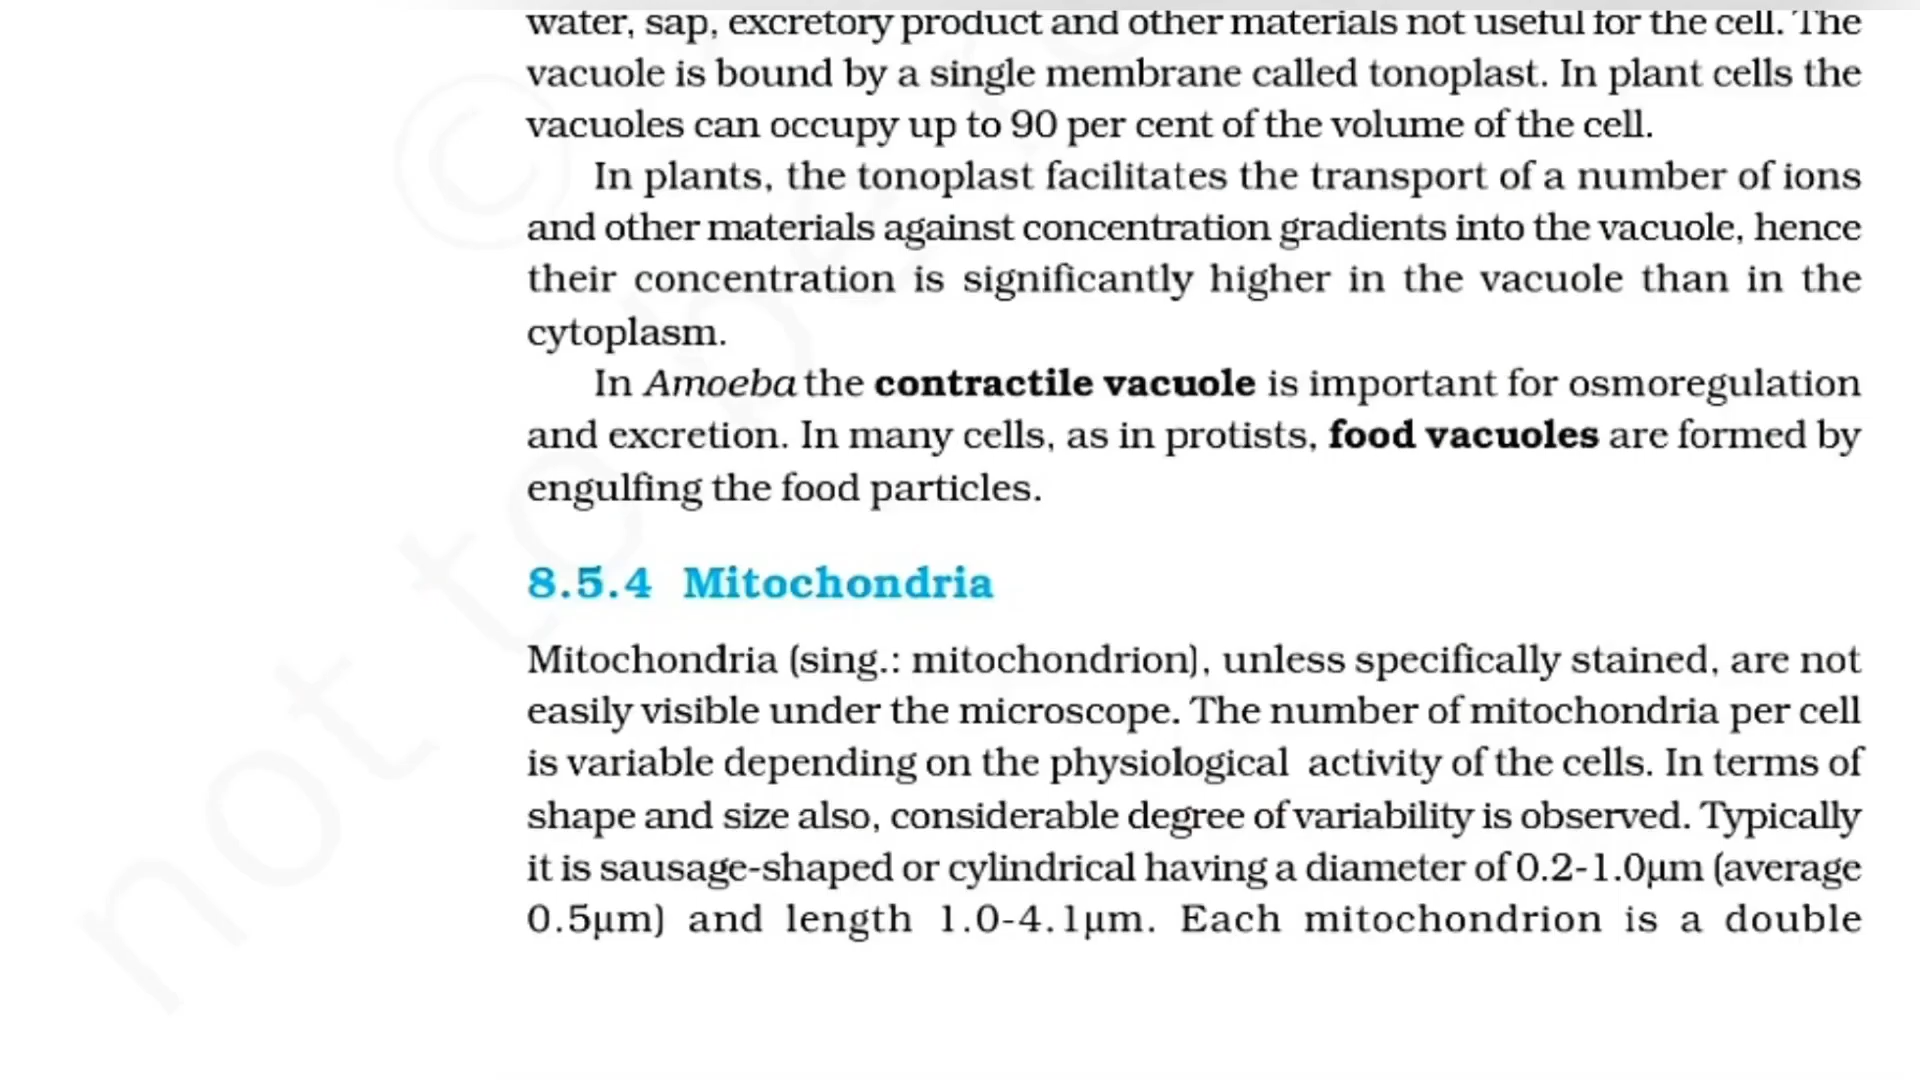 water, sap, excretory product and other materials not useful for the cell. The
vacuole is bound by a single membrane called tonoplast. In plant cells the
vacuoles can occupy up to 90 per cent of the volume of the cell.
In plants, the tonoplast facilitates the transport of a number of ions
and other materials against concentration gradients into the vacuole, hence
their concentration is significantly higher in the vacuole than in the
cytoplasm.
In Amoeba the contractile vacuole is important for osmoregulation
and excretion. In many cells, as in protists, food vacuoles are formed by
engulfing the food particles.
8.5.4 Mitochondria
Mitochondria (sing.: mitochondrion), unless specifically stained, are not
easily visible under the microscope. The number of mitochondria per cell
is variable depending on the physiological activity of the cells. In terms of
shape and size also, considerable degree of variability is observed. Typically
it is sausage-shaped or cylindrical having a diameter of 0.2-1.0μm (average
0.5μm) and length 1.0-4.1μm. Each mitochondrion is a double
©
not to be